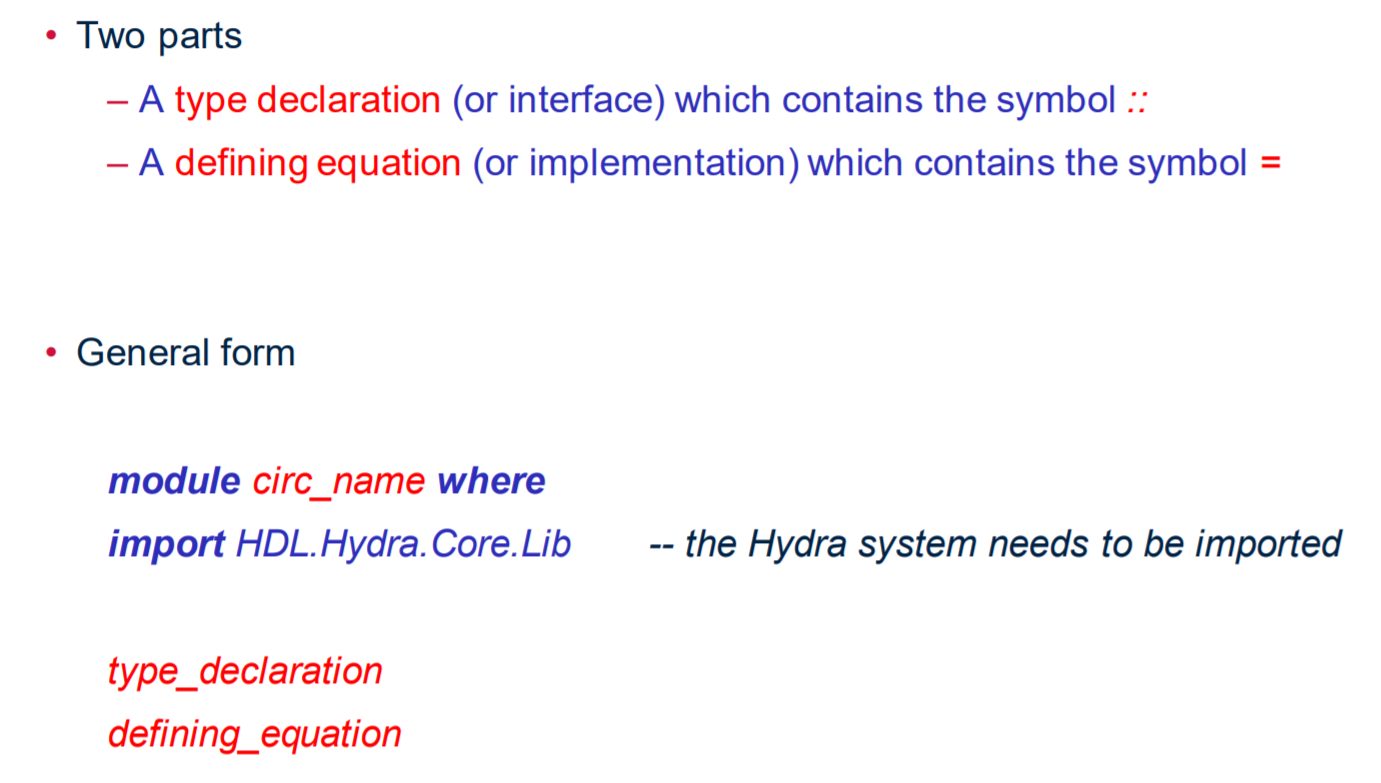 • Two parts
– A type declaration (or interface) which contains the symbol ::
– A defining equation (or implementation) which contains the symbol =
• General form
module circ_name where
import HDL.Hydra.Core.Lib -- the Hydra system needs to be imported
type_declaration
defining_equation